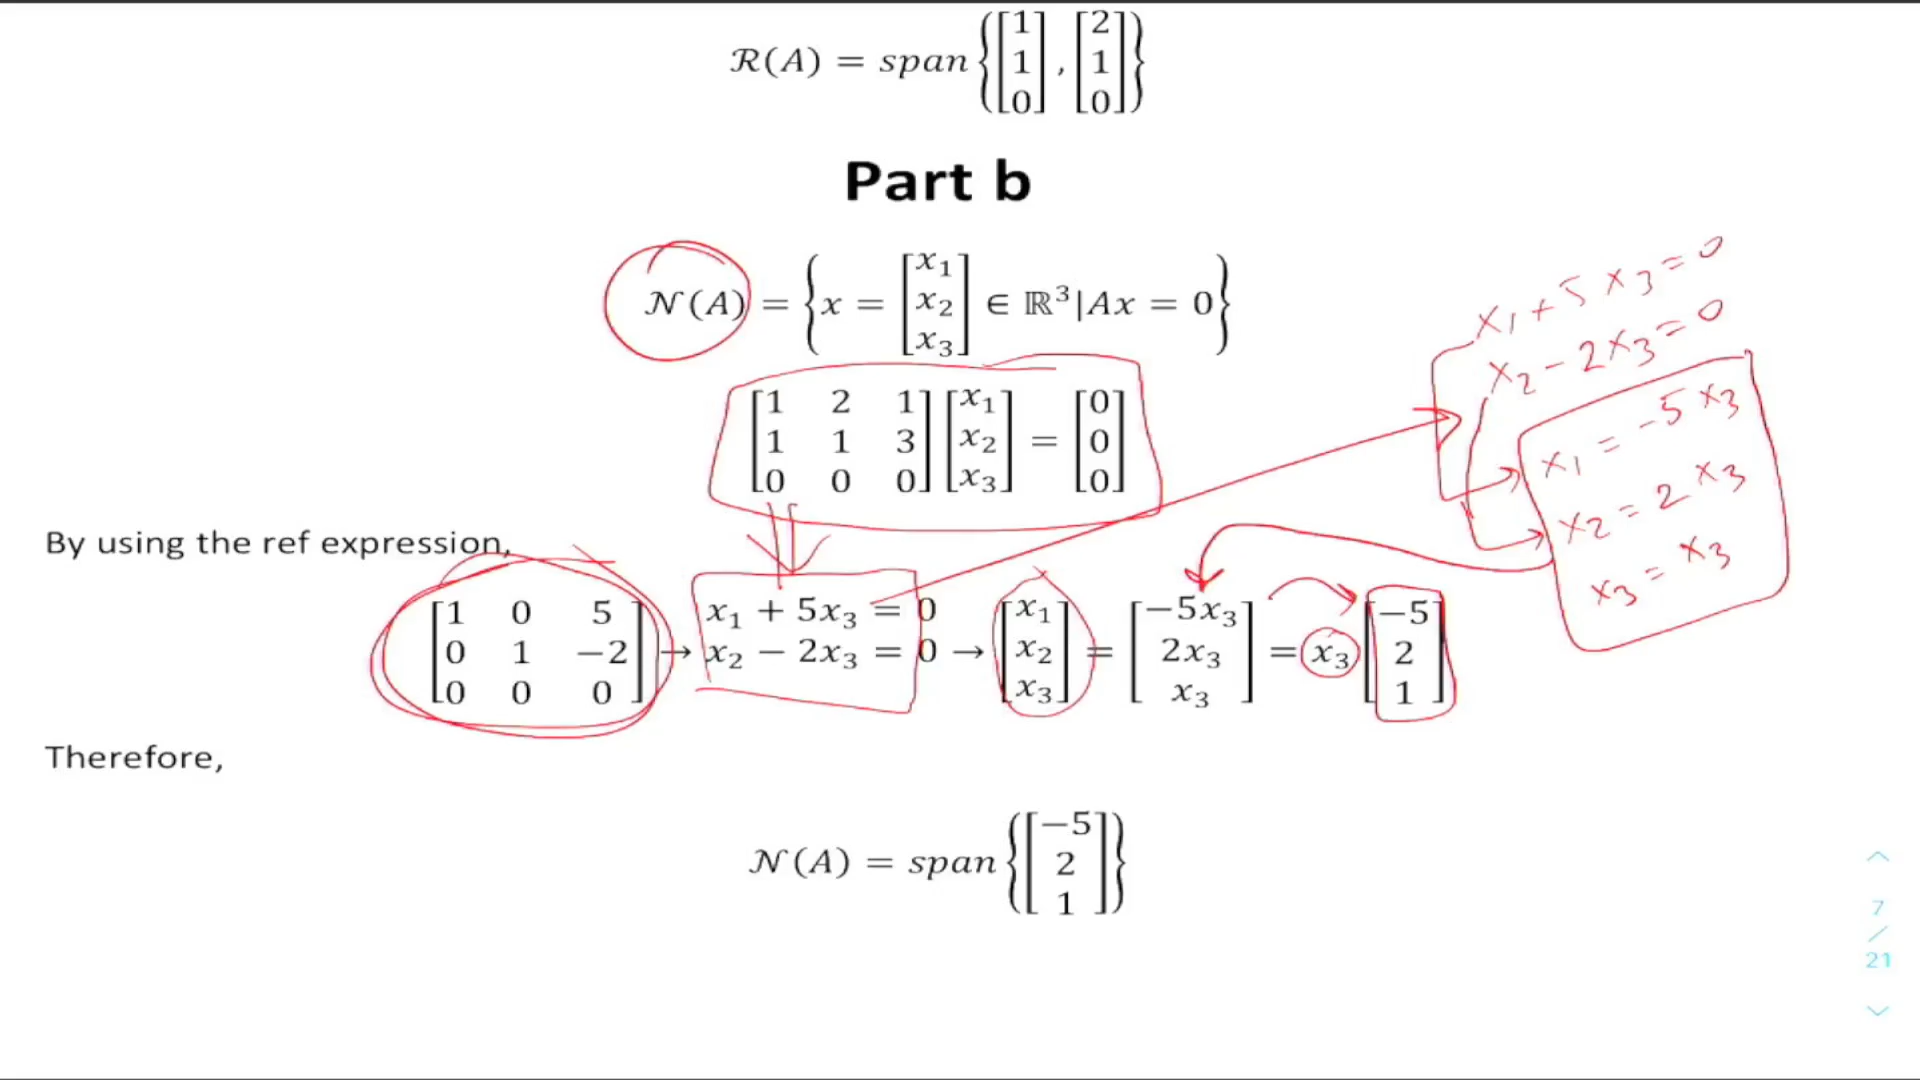 ℛ(A) = span {[1 1 0], [2 1 0]}
Part b
𝒩(A) = {x = [x₁ x₂ x₃] ∈ ℝ³|Ax = 0}
x₁ + 5x₃ = 0
x₂ − 2x₃ = 0
[1 2 1; 1 1 3; 0 0 0] [x₁ x₂ x₃] = [0 0 0]
x₁ = −5x₃
x₂ = 2x₃
x₃ = x₃
By using the ref expression,
[1 0 5; 0 1 −2; 0 0 0] → x₁ + 5x₃ = 0
x₂ − 2x₃ = 0 → [x₁ x₂ x₃] = [−5x₃ 2x₃ x₃] = x₃ [−5 2 1]
Therefore,
𝒩(A) = span {[−5 2 1]}
7
/
21